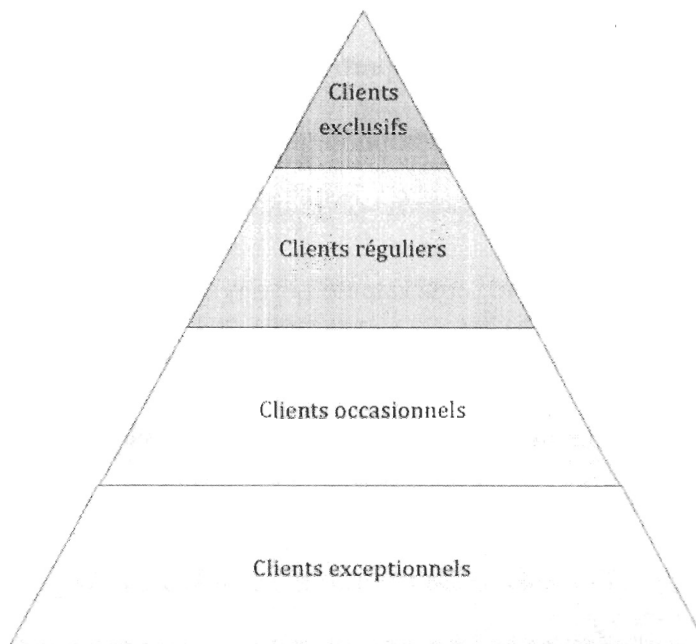 Clients
exclusifs
Clients réguliers
Clients occasionnels
Clients exceptionnels